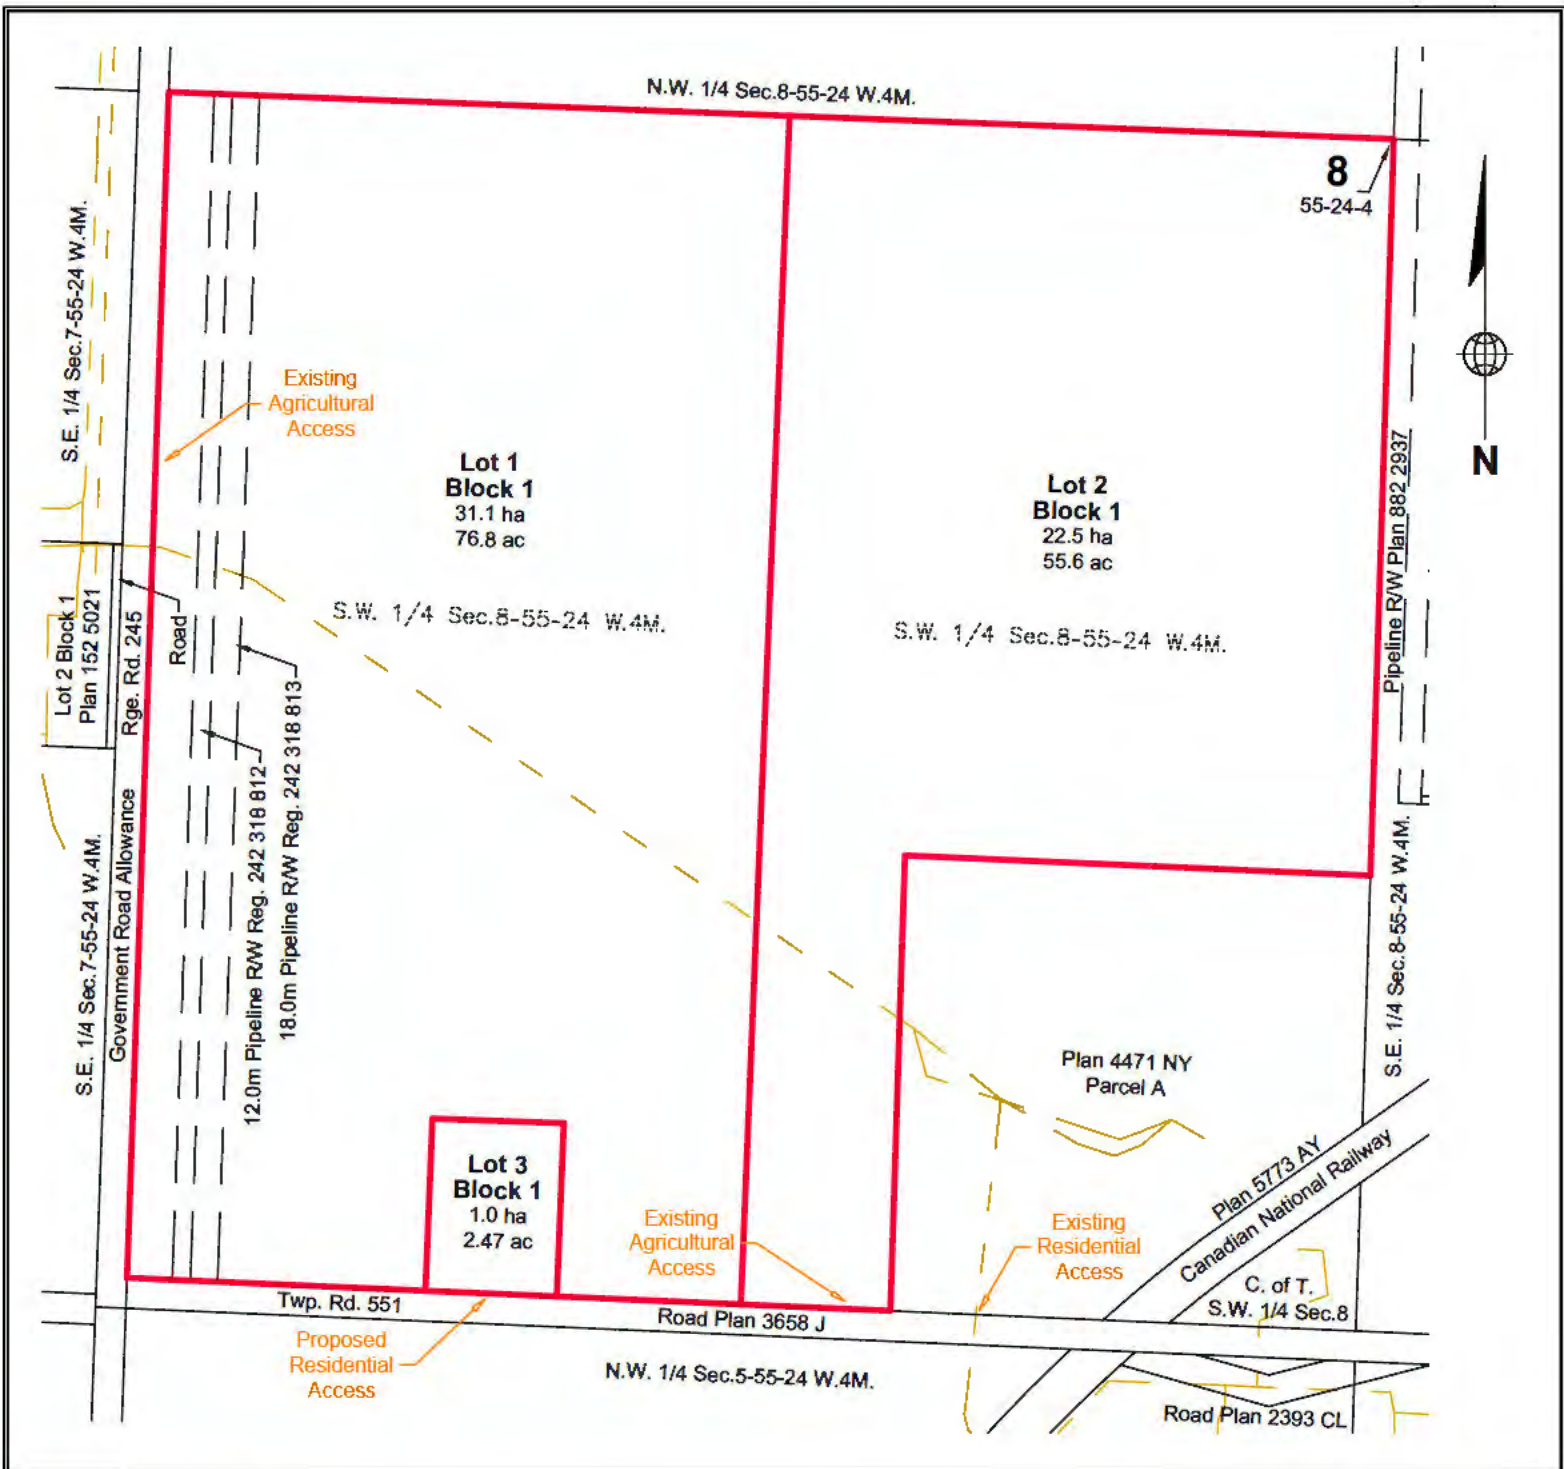 N.W. 1/4 Sec.8-55-24 W.4M.
8
55-24-4
S.E. 1/4 Sec.7-55-24 W.4M.
Existing
Agricultural
Access
N
Lot 1
Block 1
31.1 ha
76.8 ac
Lot 2
Block 1
22.5 ha
55.6 ac
Pipeline R/W Plan 882 2937
S.W. 1/4 Sec.8-55-24 W.4M.
S.W. 1/4 Sec.8-55-24 W.4M.
Lot 2 Block 1
Plan 152 5021
Rge. Rd. 245
Road
12.0m Pipeline R/W Reg. 242 318 812
18.0m Pipeline R/W Reg. 242 318 813
Government Road Allowance
S.E. 1/4 Sec.7-55-24 W.4M.
S.E. 1/4 Sec.8-55-24 W.4M.
Plan 4471 NY
Parcel A
Lot 3
Block 1
1.0 ha
2.47 ac
Existing
Agricultural
Access
Existing
Residential
Access
Plan 5773 AY
Canadian National Railway
C. of T.
S.W. 1/4 Sec.8
Twp. Rd. 551
Road Plan 3658 J
Proposed
Residential
Access
N.W. 1/4 Sec.5-55-24 W.4M.
Road Plan 2393 CL